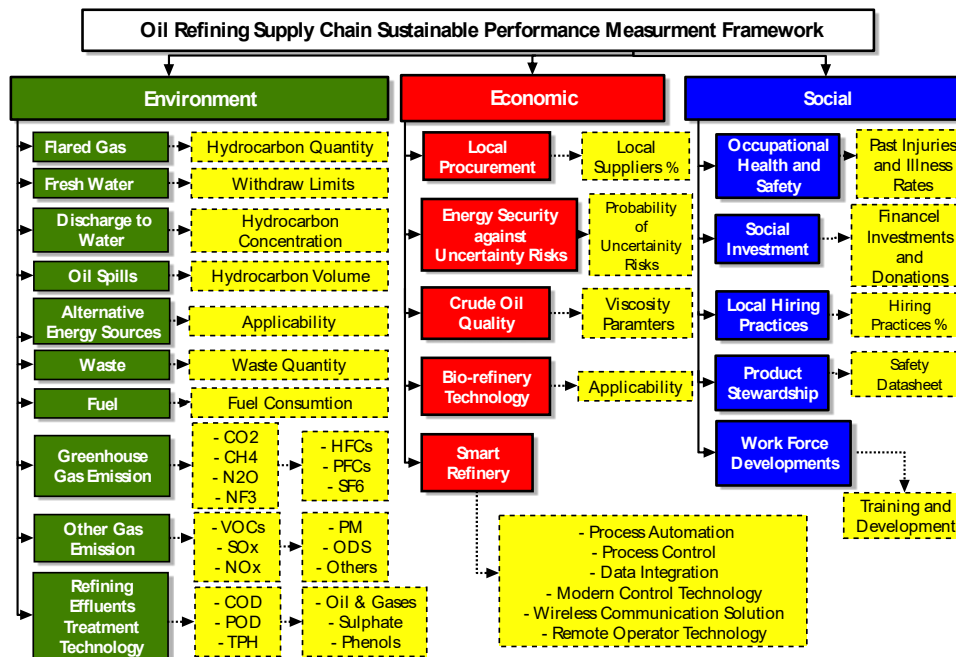 Oil Refining Supply Chain Sustainable Performance Measurment Framework
Environment
Flared Gas
Hydrocarbon Quantity
Fresh Water
Withdraw Limits
Discharge to
Water
Hydrocarbon
Concentration
Oil Spills
Hydrocarbon Volume
Alternative
Energy Sources
Applicability
Waste
Waste Quantity
Fuel
Fuel Consumtion
Greenhouse
Gas Emission
- CO2
- CH4
- N2O
- NF3
- HFCs
- PFCs
- SF6
Other Gas
Emission
- VOCs
- SOx
- NOx
- PM
- ODS
- Others
Refining
Effluents
Treatment
Technology
- COD
- POD
- TPH
- Oil & Gases
- Sulphate
- Phenols
Economic
Local
Procurement
Local
Suppliers %
Energy Security
against
Uncertainty Risks
Probability
of
Uncertainty
Risks
Crude Oil
Quality
Viscosity
Paramters
Bio-refinery
Technology
Applicability
Smart
Refinery
- Process Automation
- Process Control
- Data Integration
- Modern Control Technology
- Wireless Communication Solution
- Remote Operator Technology
Social
Occupational
Health and
Safety
Past Injuries
and Illness
Rates
Social
Investment
Financel
Investments
and
Donations
Local Hiring
Practices
Hiring
Practices %
Product
Stewardship
Safety
Datasheet
Work Force
Developments
Training and
Development